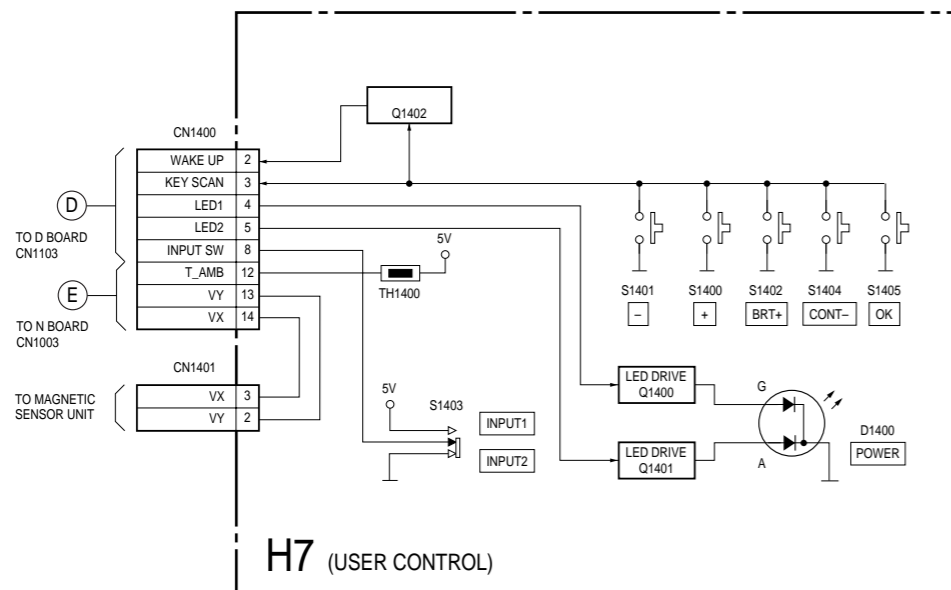 Q1402
CN1400
WAKE UP 2
KEY SCAN 3
LED1 4
LED2 5
INPUT SW 8
T_AMB 12
VY 13
VX 14
D
TO D BOARD
CN1103
E
TO N BOARD
CN1003
5V
TH1400
S1401 S1400 S1402 S1404 S1405
– + BRT+ CONT– OK
CN1401
TO MAGNETIC
SENSOR UNIT
VX 3
VY 2
5V
S1403
INPUT1
INPUT2
LED DRIVE
Q1400
LED DRIVE
Q1401
G
A
D1400
POWER
H7 (USER CONTROL)